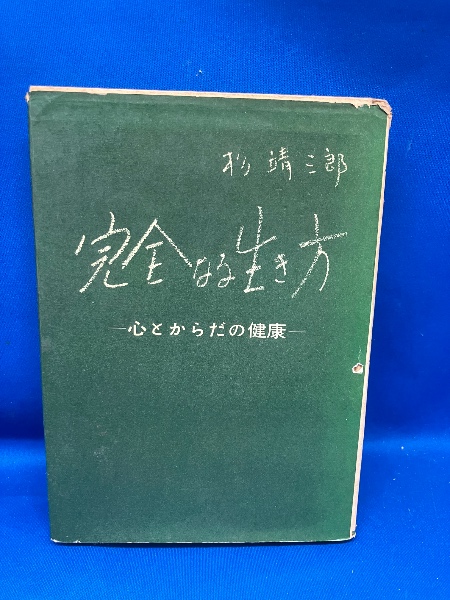 杉 靖三郎
完全なる生き方
―心とからだの健康―